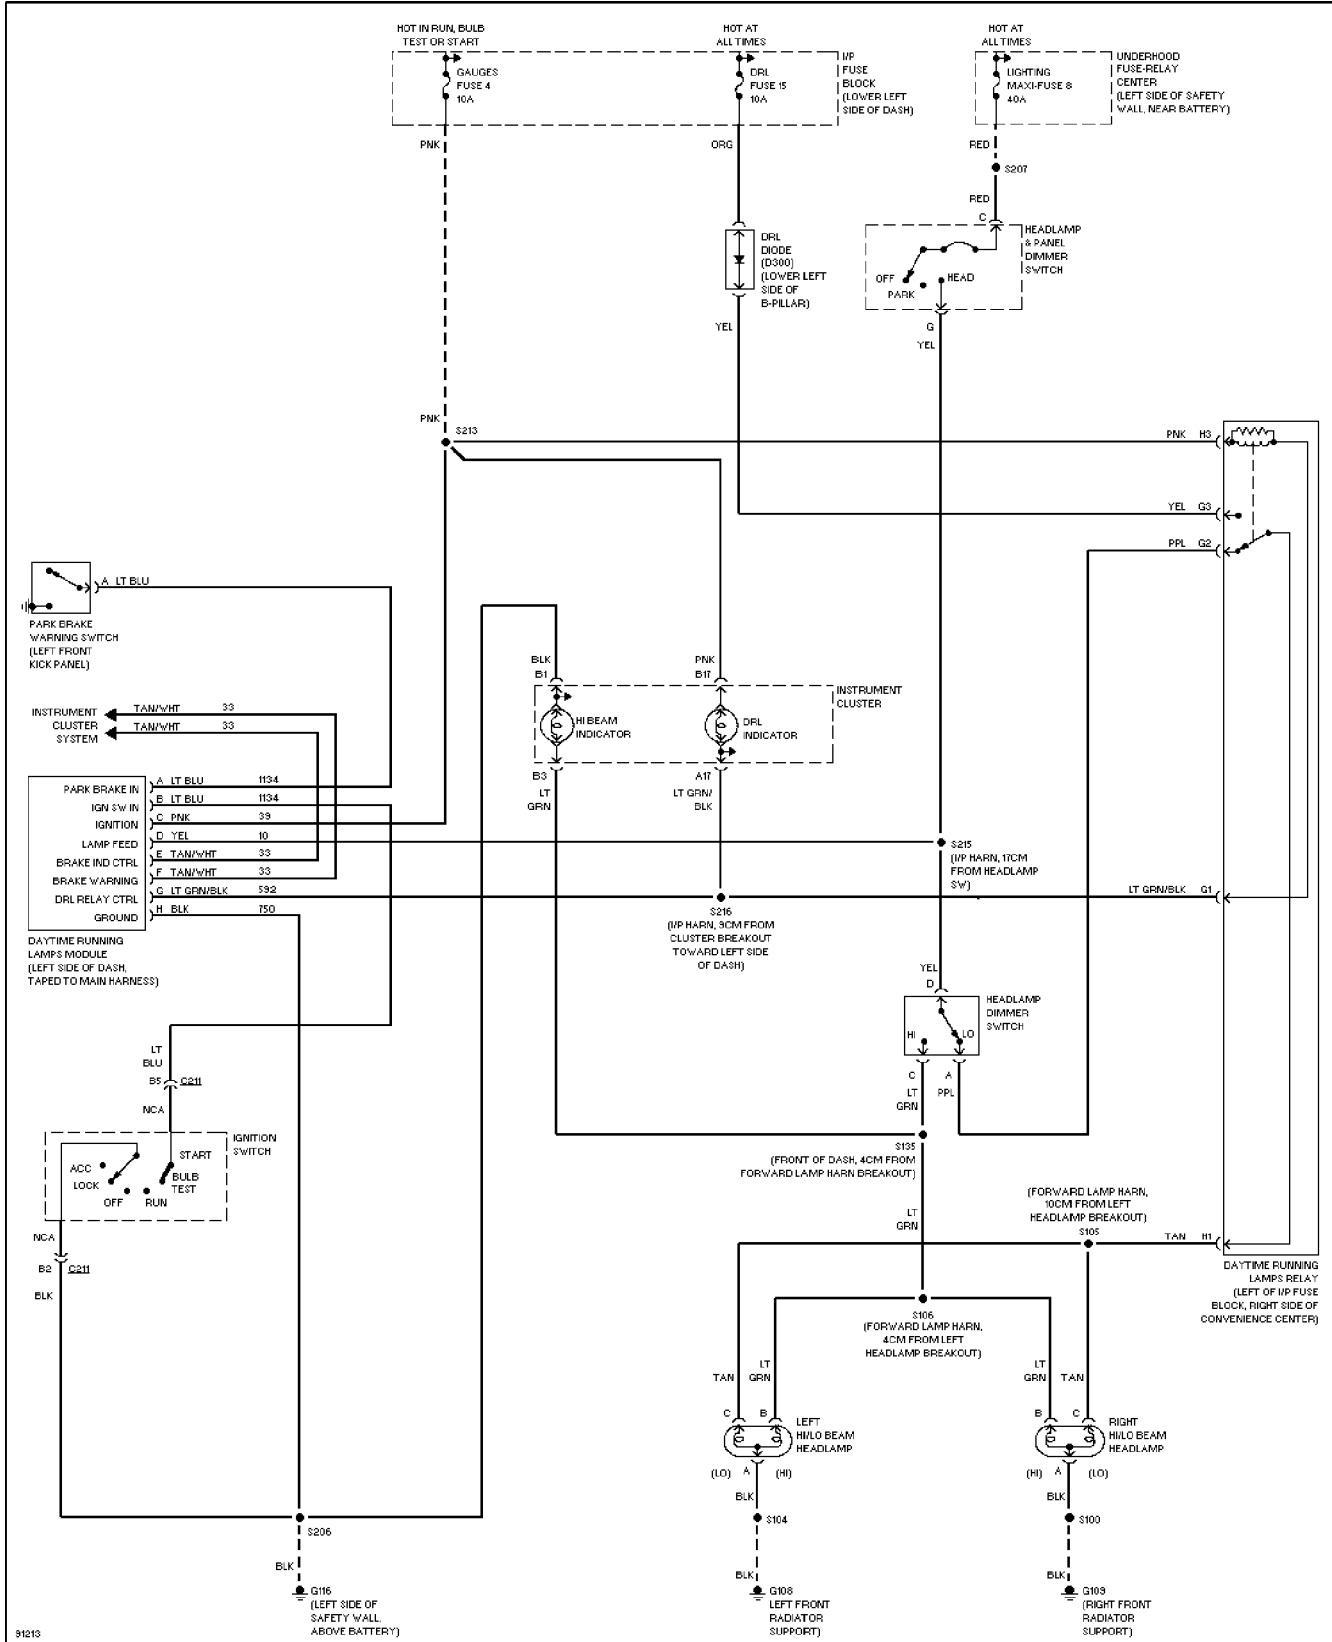 HOT IN RUN, BULB
TEST OR START
HOT AT
ALL TIMES
HOT AT
ALL TIMES
GAUGES
FUSE 4
10A
DRL
FUSE 15
10A
I/P
FUSE
BLOCK
(LOWER LEFT
SIDE OF DASH)
LIGHTING
MAXI-FUSE 8
40A
UNDERHOOD
FUSE-RELAY
CENTER
(LEFT SIDE OF SAFETY
WALL, NEAR BATTERY)
PNK
ORG
RED
S207
RED
C
DRL
DIODE
(D300)
(LOWER LEFT
SIDE OF
B-PILLAR)
HEADLAMP
& PANEL
DIMMER
SWITCH
OFF
PARK
HEAD
YEL
G
YEL
PNK
S213
PNK H3
YEL G3
PPL G2
A LT BLU
PARK BRAKE
WARNING SWITCH
(LEFT FRONT
KICK PANEL)
BLK
B1
PNK
B17
INSTRUMENT
CLUSTER
HI BEAM
INDICATOR
DRL
INDICATOR
INSTRUMENT
CLUSTER
SYSTEM
TAN/WHT 33
TAN/WHT 33
B3
LT
GRN
A17
LT GRN/
BLK
PARK BRAKE IN A LT BLU 1134
IGN SW IN B LT BLU 1134
IGNITION C PNK 39
LAMP FEED D YEL 10
BRAKE IND CTRL E TAN/WHT 33
BRAKE WARNING F TAN/WHT 33
DRL RELAY CTRL G LT GRN/BLK 592
GROUND H BLK 750
DAYTIME RUNNING
LAMPS MODULE
(LEFT SIDE OF DASH,
TAPED TO MAIN HARNESS)
S215
(I/P HARN, 17CM
FROM HEADLAMP
SW)
LT GRN/BLK G1
S216
(I/P HARN, 9CM FROM
CLUSTER BREAKOUT
TOWARD LEFT SIDE
OF DASH)
YEL
D
HEADLAMP
DIMMER
SWITCH
HI
LO
C
A
LT
GRN
PPL
LT
BLU
B5 C211
NCA
IGNITION
SWITCH
ACC
LOCK
OFF
RUN
START
BULB
TEST
NCA
B2 C211
BLK
S135
(FRONT OF DASH, 4CM FROM
FORWARD LAMP HARN BREAKOUT)
LT
GRN
(FORWARD LAMP HARN,
10CM FROM LEFT
HEADLAMP BREAKOUT)
S105
TAN H1
DAYTIME RUNNING
LAMPS RELAY
(LEFT OF I/P FUSE
BLOCK, RIGHT SIDE OF
CONVENIENCE CENTER)
S106
(FORWARD LAMP HARN,
4CM FROM LEFT
HEADLAMP BREAKOUT)
TAN
LT
GRN
LT
GRN
TAN
C
B
LEFT
HI/LO BEAM
HEADLAMP
B
C
RIGHT
HI/LO BEAM
HEADLAMP
(LO) A (HI)
(HI) A (LO)
BLK
S104
BLK
S100
S206
BLK
G116
(LEFT SIDE OF
SAFETY WALL,
ABOVE BATTERY)
BLK
G108
LEFT FRONT
RADIATOR
SUPPORT)
BLK
G109
(RIGHT FRONT
RADIATOR
SUPPORT)
91213